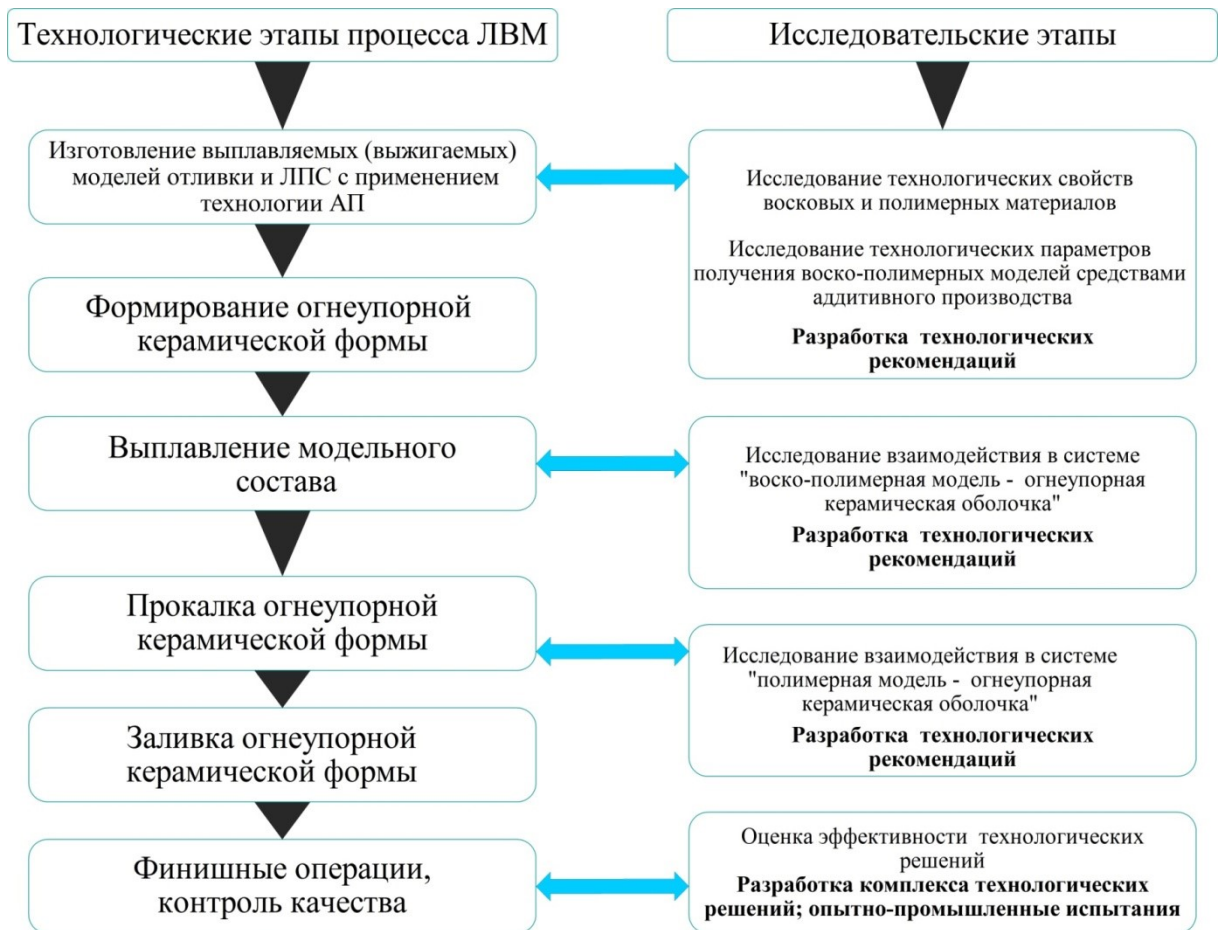 Технологические этапы процесса ЛВМ
Изготовление выплавляемых (выжигаемых)
моделей отливки и ЛПС с применением
технологии АП
Формирование огнеупорной
керамической формы
Выплавление модельного
состава
Прокалка огнеупорной
керамической формы
Заливка огнеупорной
керамической формы
Финишные операции,
контроль качества
Исследовательские этапы
Исследование технологических свойств
восковых и полимерных материалов
Исследование технологических параметров
получения воско-полимерных моделей средствами
аддитивного производства
Разработка технологических
рекомендаций
Исследование взаимодействия в системе
"воско-полимерная модель - огнеупорная
керамическая оболочка"
Разработка технологических
рекомендаций
Исследование взаимодействия в системе
"полимерная модель - огнеупорная
керамическая оболочка"
Разработка технологических
рекомендаций
Оценка эффективности технологических
решений
Разработка комплекса технологических
решений; опытно-промышленные испытания